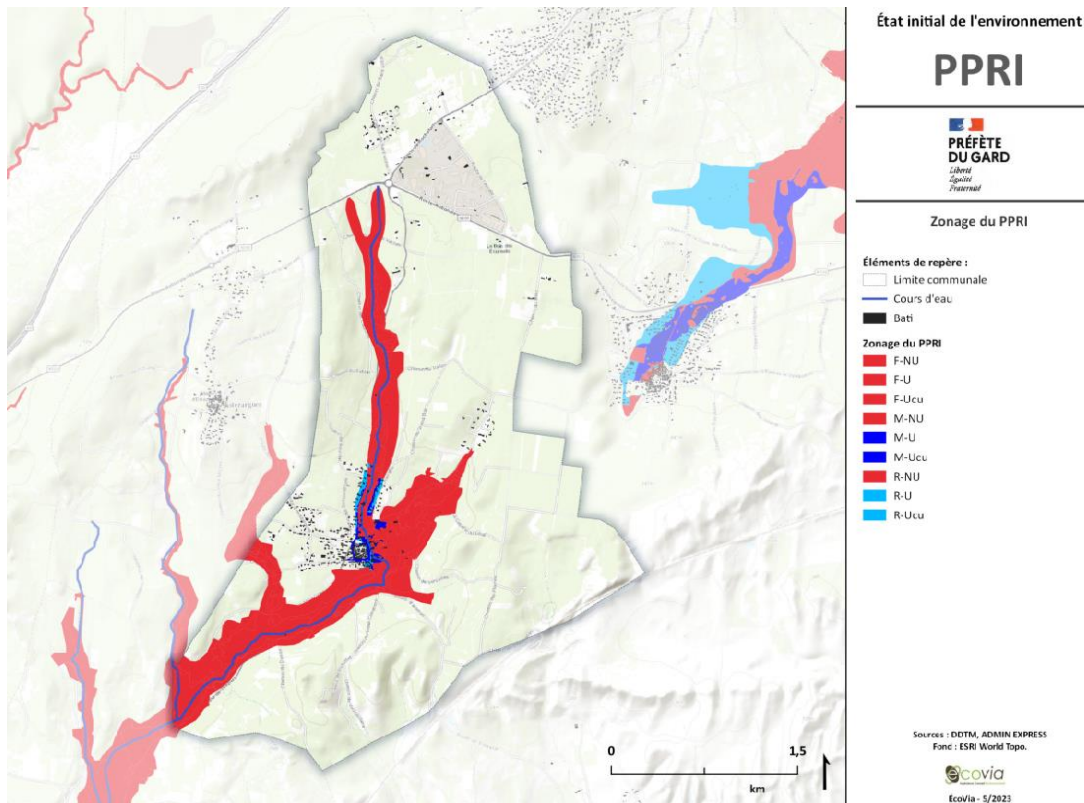 État initial de l'environnement
PPRI
PRÉFÈTE
DU GARD
Liberté
Égalité
Fraternité
Zonage du PPRI
Éléments de repère :
Limite communale
Cours d'eau
Bati
Zonage du PPRI
F-NU
F-U
F-Ucu
M-NU
M-U
M-Ucu
R-NU
R-U
R-Ucu
0
1,5
km
Sources : DDTM, ADMIN EXPRESS
Fond : ESRI World Topo.
écovia
EcoVia - 5/2023